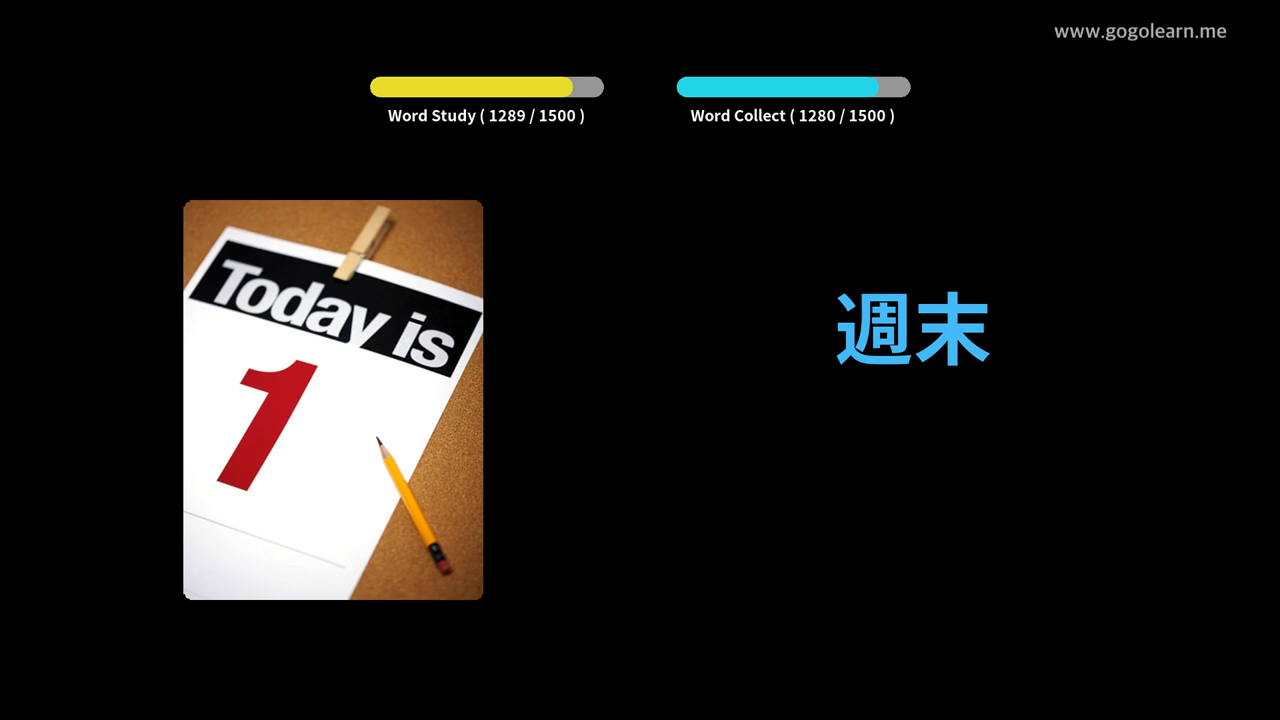 www.gogolearn.me
Word Study ( 1289 / 1500 )
Word Collect ( 1280 / 1500 )
Today is
1
週末